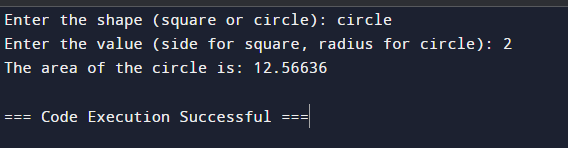 Enter the shape (square or circle): circle
Enter the value (side for square, radius for circle): 2
The area of the circle is: 12.56636
=== Code Execution Successful ===